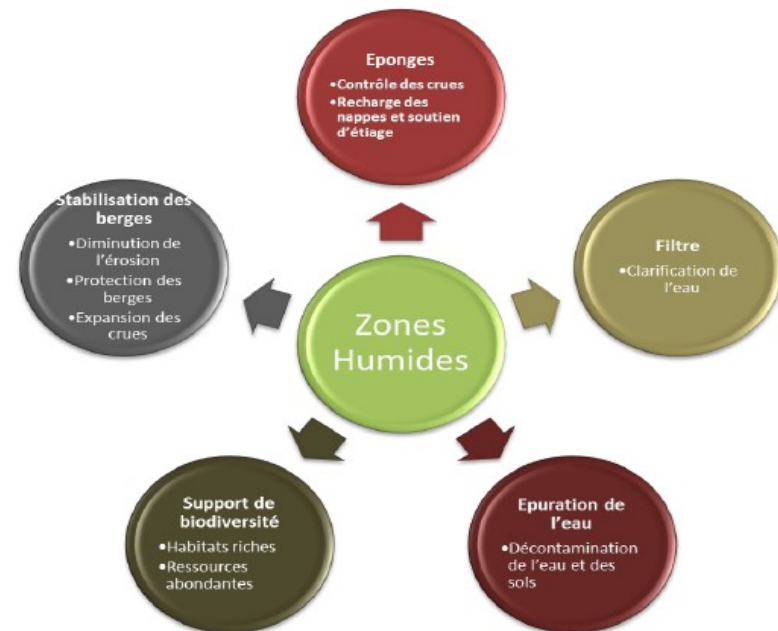 Eponges
•Contrôle des crues
•Recharge des
nappes et soutien
d'étiage
Filtre
•Clarification de
l'eau
Epuration de
l'eau
•Décontamination
de l'eau et des
sols
Support de
biodiversité
•Habitats riches
•Ressources
abondantes
Stabilisation des
berges
•Diminution de
l'érosion
•Protection des
berges
•Expansion des
crues
Zones
Humides